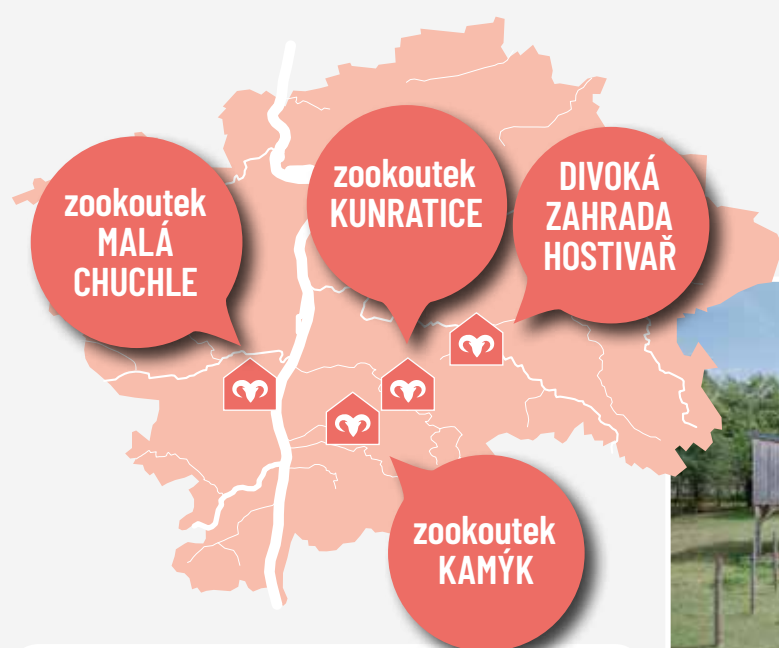 zookoutek
MALÁ
CHUCHLE
zookoutek
KUNRATICE
DIVOKÁ
ZAHRADA
HOSTIVAŘ
zookoutek
KAMÝK